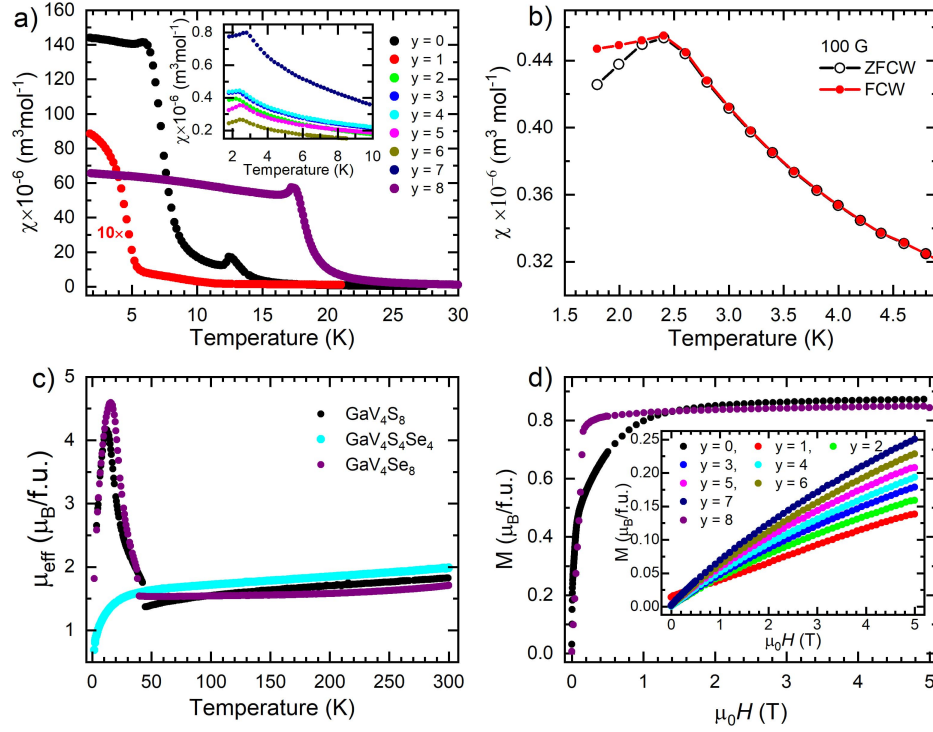 a)
χ×10⁻⁶ (m³mol⁻¹)
160
140
120
100
80
60
40
20
0
5
10
15
20
25
30
Temperature (K)
10×
χ×10⁻⁶ (m³mol⁻¹)
0.8
0.6
0.4
0.2
2
4
6
8
10
Temperature (K)
y = 0
y = 1
y = 2
y = 3
y = 4
y = 5
y = 6
y = 7
y = 8
b)
χ ×10⁻⁶ (m³ mol⁻¹)
0.44
0.40
0.36
0.32
1.5
2.0
2.5
3.0
3.5
4.0
4.5
Temperature (K)
100 G
ZFCW
FCW
c)
μeff (μB/f.u.)
5
4
3
2
1
0
50
100
150
200
250
300
Temperature (K)
GaV₄S₈
GaV₄S₄Se₄
GaV₄Se₈
d)
M (μB/f.u.)
0.8
0.6
0.4
0.2
0.0
0
1
2
3
4
5
μ₀H (T)
M (μB/f.u.)
0.25
0.20
0.15
0.10
0.05
0.00
0
1
2
3
4
5
μ₀H (T)
y = 0, y = 1, y = 2,
y = 3, y = 4
y = 5, y = 6
y = 7
y = 8